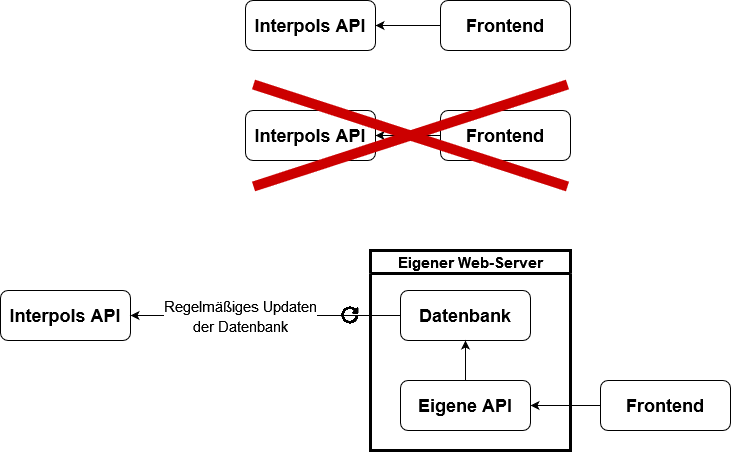 Interpols API
Frontend
Interpols API
Frontend
Eigener Web-Server
Interpols API
Regelmäßiges Updaten
der Datenbank
Datenbank
Eigene API
Frontend